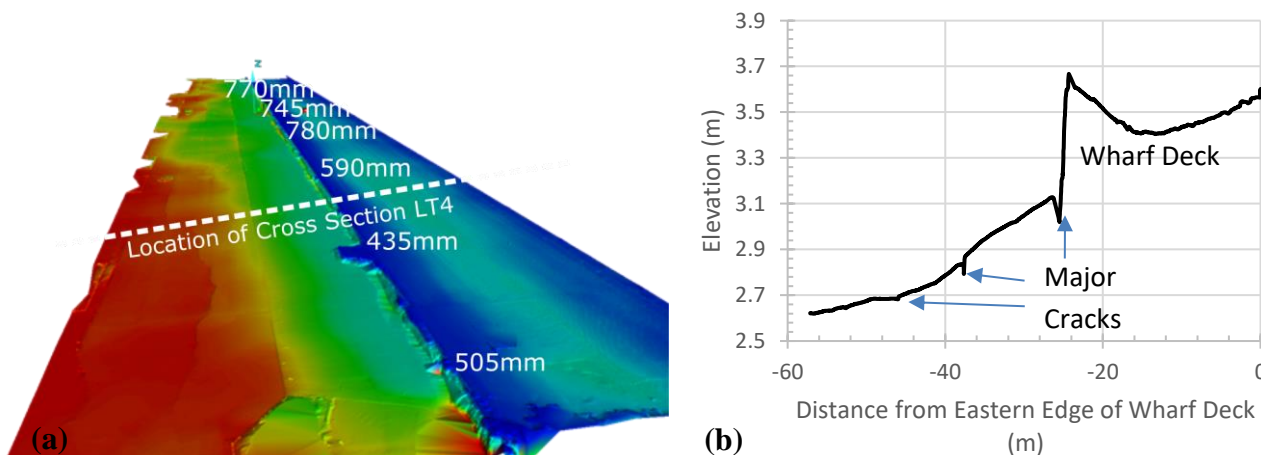 z
770mm
745mm
780mm
590mm
Location of Cross Section LT4
435mm
505mm
(a)
3.9
3.7
3.5
3.3
3.1
2.9
2.7
2.5
Elevation (m)
Wharf Deck
Major
Cracks
-60
-40
-20
0
Distance from Eastern Edge of Wharf Deck
(m)
(b)